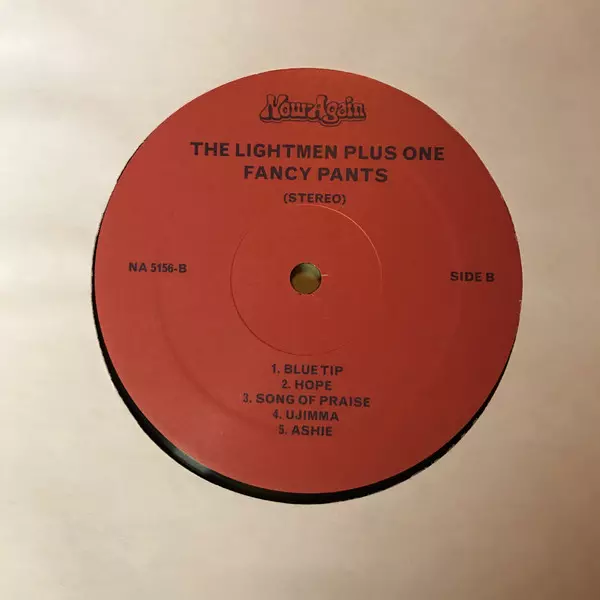 Now-Again
THE LIGHTMEN PLUS ONE
FANCY PANTS
(STEREO)
NA 5156-B
SIDE B
1. BLUE TIP
2. HOPE
3. SONG OF PRAISE
4. UJIMMA
5. ASHIE